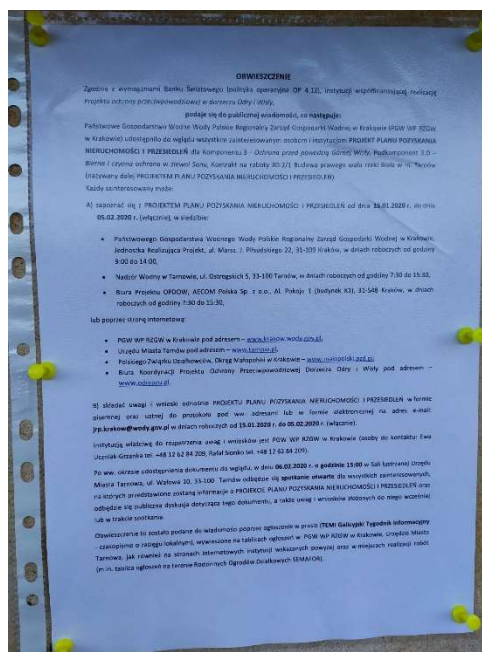 OBWIESZCZENIE
Zgodnie z wymaganiami Banku Światowego (polityka operacyjna OP 4.12), instytucji współfinansującej realizację
Projektu ochrony przeciwpowodziowej w dorzeczu Odry i Wisły,
podaje się do publicznej wiadomości, co następuje:
Państwowe Gospodarstwo Wodne Wody Polskie Regionalny Zarząd Gospodarki Wodnej w Krakowie (PGW WP RZGW
w Krakowie) udostępniło do wglądu wszystkim zainteresowanym osobom i instytucjom PROJEKT PLANU POZYSKANIA
NIERUCHOMOŚCI I PRZESIEDLEŃ dla Komponentu 3 - Ochrona przed powodzią Górnej Wisły, Podkomponent 3.D –
Bierna i czynna ochrona w zlewni Sanu, Kontrakt na roboty XD.2/1 Budowa prawego wału rzeki Biała w m. Tarnów
(nazywany dalej PROJEKTEM PLANU POZYSKANIA NIERUCHOMOŚCI I PRZESIEDLEŃ)
Każdy zainteresowany może:
A) zapoznać się z PROJEKTEM PLANU POZYSKANIA NIERUCHOMOŚCI I PRZESIEDLEŃ od dnia 15.01.2020 r. do dnia
05.02.2020 r. (włącznie), w siedzibie:
• Państwowego Gospodarstwa Wodnego Wody Polskie Regionalny Zarząd Gospodarki Wodnej w Krakowie,
Jednostka Realizująca Projekt, ul. Marsz. J. Piłsudskiego 22, 31-109 Kraków, w dniach roboczych od godziny
9:00 do 14:00,
• Nadzór Wodny w Tarnowie, ul. Ostrogskich 5, 33-100 Tarnów, w dniach roboczych od godziny 7:30 do 15:30,
• Biura Projektu OPDOW, AECOM Polska Sp. z o.o., Al. Pokoju 1 (budynek K3), 31-548 Kraków, w dniach
roboczych od godziny 7:30 do 15:30,
lub poprzez stronę internetową:
• PGW WP RZGW w Krakowie pod adresem – www.krakow.wody.gov.pl,
• Urzędu Miasta Tarnów pod adresem – www.tarnow.pl,
• Polskiego Związku Działkowców, Okręg Małopolski w Krakowie – www.malopolski.pzd.pl,
• Biura Koordynacji Projektu Ochrony Przeciwpowodziowej Dorzecza Odry i Wisły pod adresem –
www.odrapcu.pl.
B) składać uwagi i wnioski odnośnie PROJEKTU PLANU POZYSKANIA NIERUCHOMOŚCI I PRZESIEDLEŃ w formie
pisemnej oraz ustnej do protokołu pod ww. adresami lub w formie elektronicznej na adres e-mail:
jrp.krakow@wody.gov.pl w dniach roboczych od 15.01.2020 r. do 05.02.2020 r. (włącznie).
Instytucją właściwą do rozpatrzenia uwag i wniosków jest PGW WP RZGW w Krakowie (osoby do kontaktu: Ewa
tel. +48 12 62 84 209, Rafał tel. +48 12 62 84 209).
Po ww. okresie udostępnienia dokumentu do wglądu, w dniu 06.02.2020 r. o godzinie 15:00 w Sali lustrzanej Urzędu
Miasta Tarnowa, ul. Wałowa 10, 33-100 Tarnów odbędzie się spotkanie otwarte dla wszystkich zainteresowanych,
na których przedstawione zostaną informacje o PROJEKCIE PLANU POZYSKANIA NIERUCHOMOŚCI I PRZESIEDLEŃ oraz
odbędzie się publiczna dyskusja dotycząca tego dokumentu, a także uwag i wniosków złożonych do niego wcześniej
lub w trakcie spotkania.
Obwieszczenie to zostało podane do wiadomości poprzez ogłoszenie w prasie (TEMI Galicyjski Tygodnik Informacyjny
- czasopismo o zasięgu lokalnym), wywieszone na tablicach ogłoszeń w PGW WP RZGW w Krakowie, Urzędzie Miasta
Tarnowa, jak również na stronach internetowych instytucji wskazanych powyżej oraz w miejscach realizacji robót
(m.in. tablica ogłoszeń na terenie Rodzinnych Ogrodów Działkowych SEMAFOR).